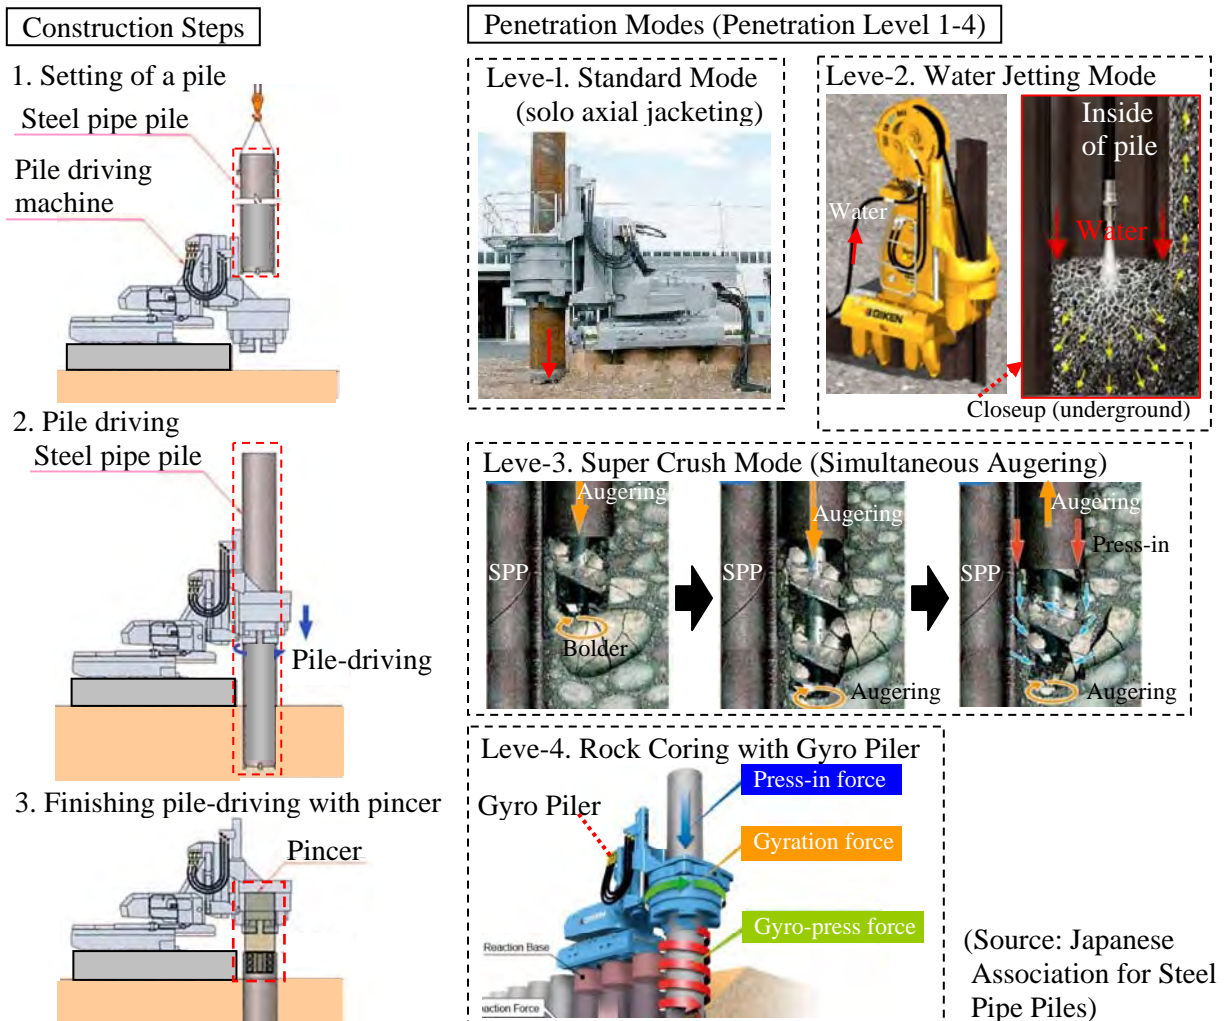 Construction Steps
1. Setting of a pile
Steel pipe pile
Pile driving
machine
2. Pile driving
Steel pipe pile
Pile-driving
3. Finishing pile-driving with pincer
Pincer
Penetration Modes (Penetration Level 1-4)
Leve-l. Standard Mode
(solo axial jacketing)
Leve-2. Water Jetting Mode
Water
GIKEN
Inside
of pile
Water
Closeup (underground)
Leve-3. Super Crush Mode (Simultaneous Augering)
Augering
SPP
Bolder
Augering
SPP
Augering
Augering
Press-in
SPP
Augering
Leve-4. Rock Coring with Gyro Piler
Gyro Piler
Press-in force
Gyration force
Gyro-press force
GIKEN
Reaction Base
action Force
(Source: Japanese
Association for Steel
Pipe Piles)